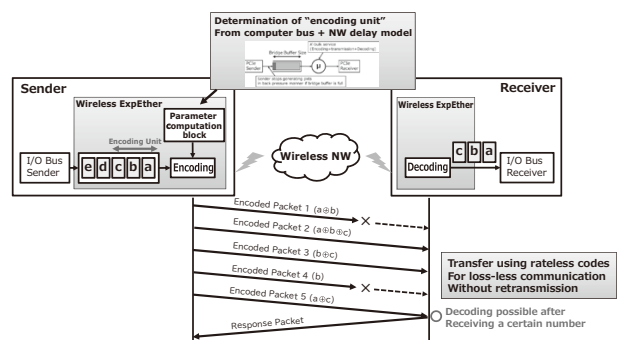 Determination of “encoding unit”
From computer bus + NW delay model
Bridge Buffer Size
(Encoding+transmission+Decoding)
PCIe
Sender
μ
PCIe
Receiver
Sender
Wireless ExpEther
Parameter
computation
block
Encoding Unit
I/O Bus
Sender
e d c b a
Encoding
Wireless NW
Receiver
Wireless ExpEther
Decoding
c b a
I/O Bus
Receiver
Encoded Packet 1 (a⊕b)
Encoded Packet 2 (a⊕b⊕c)
Encoded Packet 3 (b⊕c)
Encoded Packet 4 (b)
Encoded Packet 5 (a⊕c)
Response Packet
Transfer using rateless codes
For loss-less communication
Without retransmission
Decoding possible after
Receiving a certain number